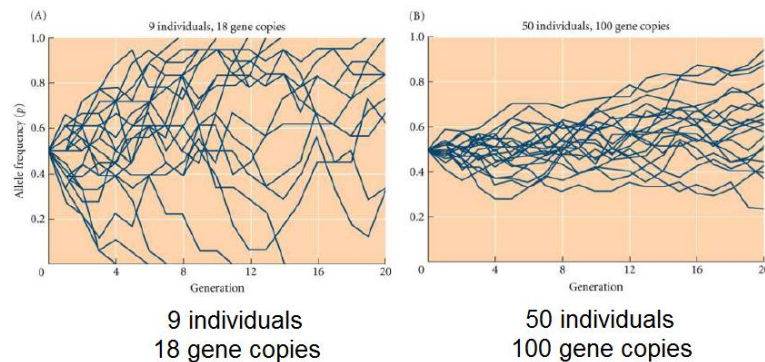 (A)
9 individuals, 18 gene copies
1.0
0.8
0.6
0.4
0.2
0
4
8
12
16
20
Allele frequency (p)
Generation
9 individuals
18 gene copies
(B)
50 individuals, 100 gene copies
1.0
0.8
0.6
0.4
0.2
0
4
8
12
16
20
Generation
50 individuals
100 gene copies